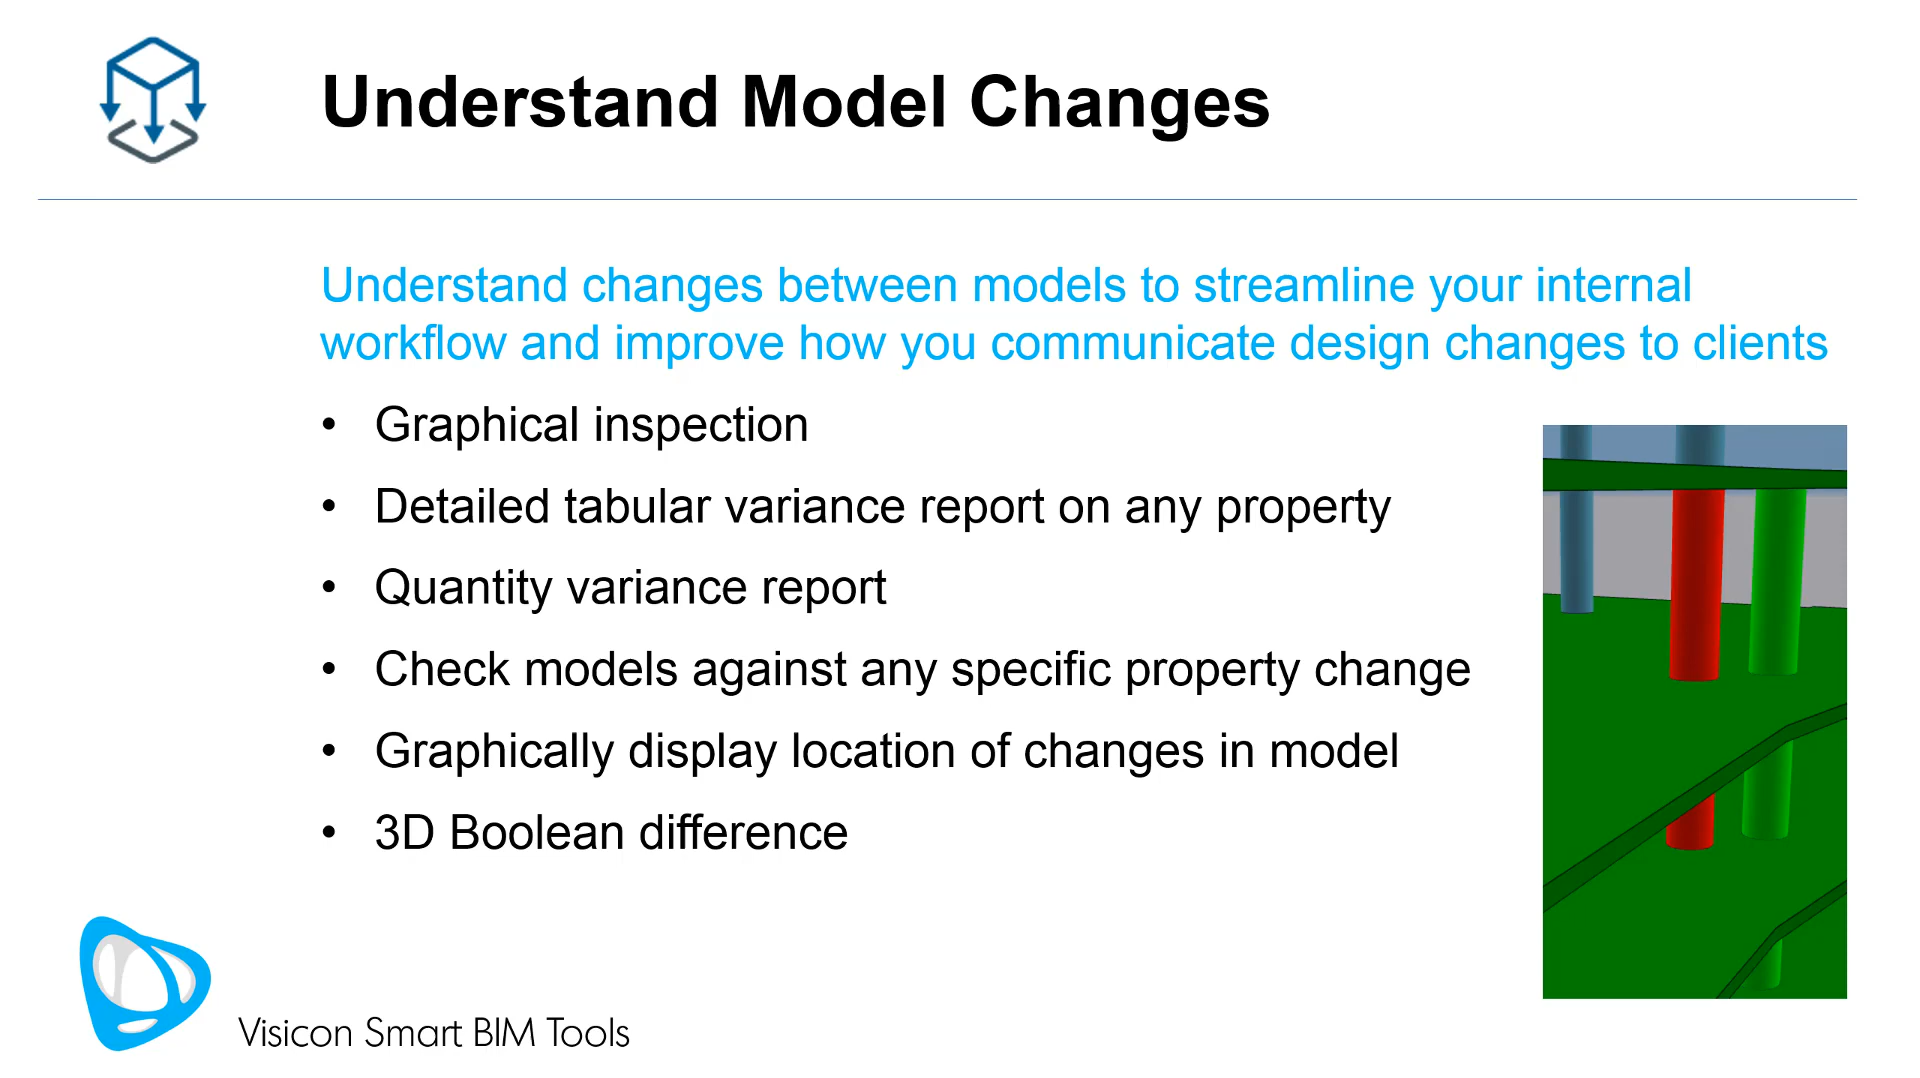 Understand Model Changes
Understand changes between models to streamline your internal
workflow and improve how you communicate design changes to clients
• Graphical inspection
• Detailed tabular variance report on any property
• Quantity variance report
• Check models against any specific property change
• Graphically display location of changes in model
• 3D Boolean difference
Visicon Smart BIM Tools